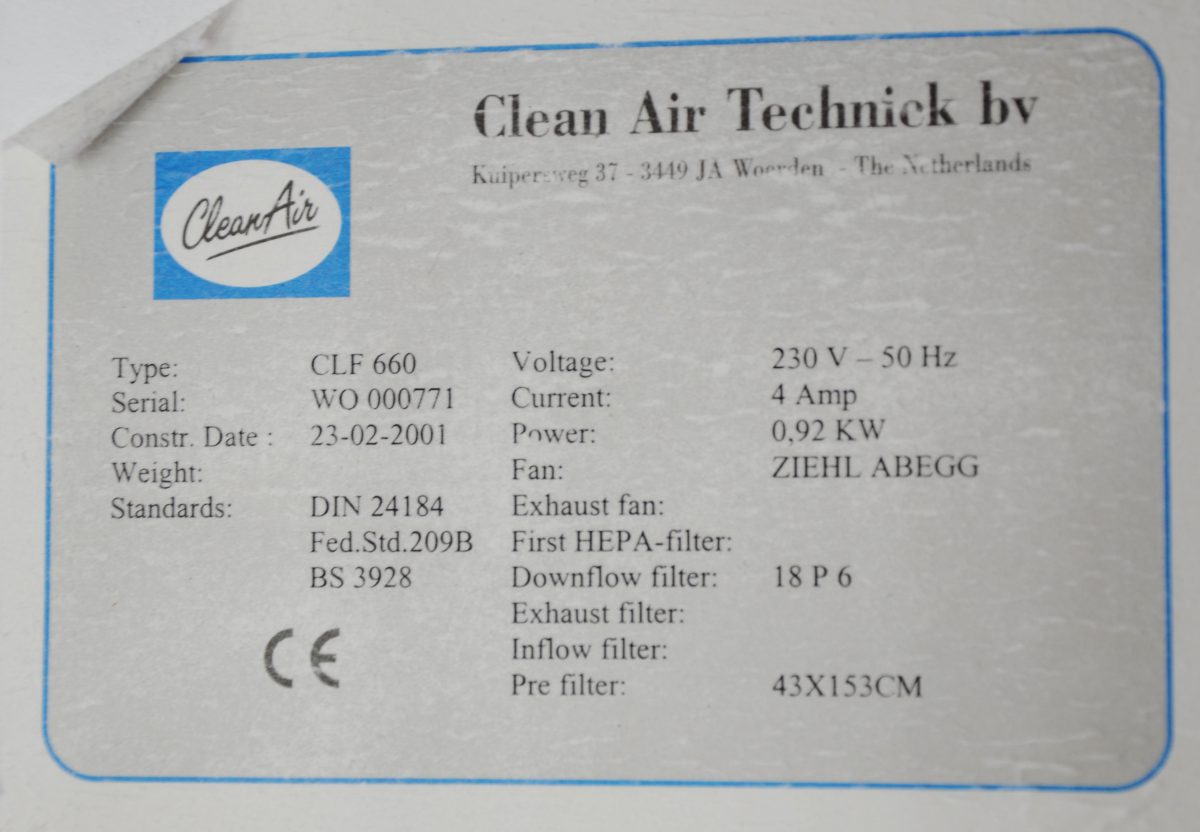 Clean Air Technick bv
Kuipersweg 37 - 3449 JA Woerden - The Netherlands
CleanAir
Type: CLF 660 Voltage: 230 V – 50 Hz
Serial: WO 000771 Current: 4 Amp
Constr. Date : 23-02-2001 Power: 0,92 KW
Weight: Fan: ZIEHL ABEGG
Standards: DIN 24184 Exhaust fan:
Fed.Std.209B First HEPA-filter:
BS 3928 Downflow filter: 18 P 6
Exhaust filter:
CE Inflow filter:
Pre filter: 43X153CM